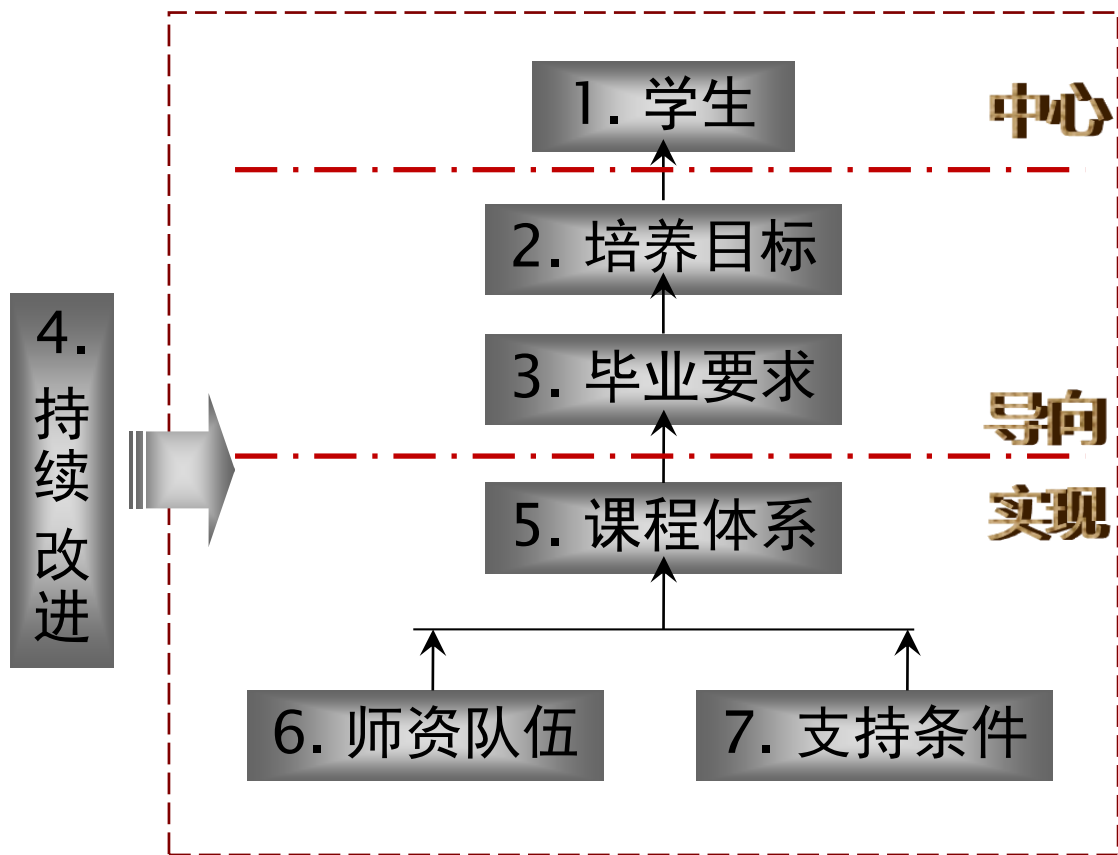 1. 学生
中心
2. 培养目标
3. 毕业要求
导向
4.
持
续
改
进
实现
5. 课程体系
6. 师资队伍
7. 支持条件